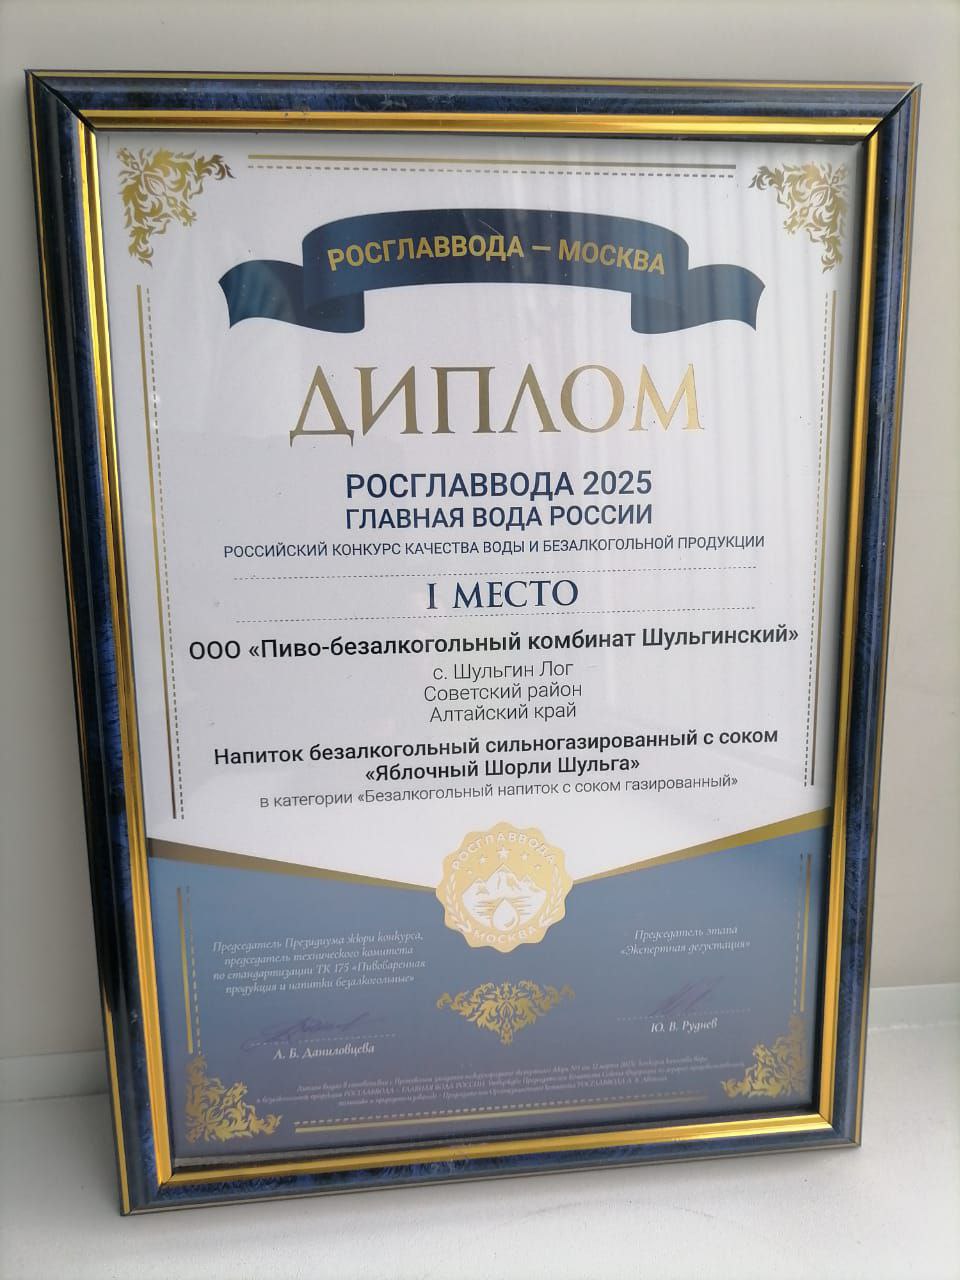 РОСГЛАВВОДА — МОСКВА
ДИПЛОМ
РОСГЛАВВОДА 2025
ГЛАВНАЯ ВОДА РОССИИ
РОССИЙСКИЙ КОНКУРС КАЧЕСТВА ВОДЫ И БЕЗАЛКОГОЛЬНОЙ ПРОДУКЦИИ
I МЕСТО
ООО «Пиво-безалкогольный комбинат Шульгинский»
с. Шульгин Лог
Советский район
Алтайский край
Напиток безалкогольный сильногазированный с соком
«Яблочный Шорли Шульга»
в категории «Безалкогольный напиток с соком газированный»
РОСГЛАВВОДА
МОСКВА
Председатель Президиума жюри конкурса,
председатель технического комитета
по стандартизации ТК 175 «Пивоваренная
продукция и напитки безалкогольные»
А. Б. Даниловцева
Председатель этапа
«Экспертная дегустация»
Ю. В. Руднев